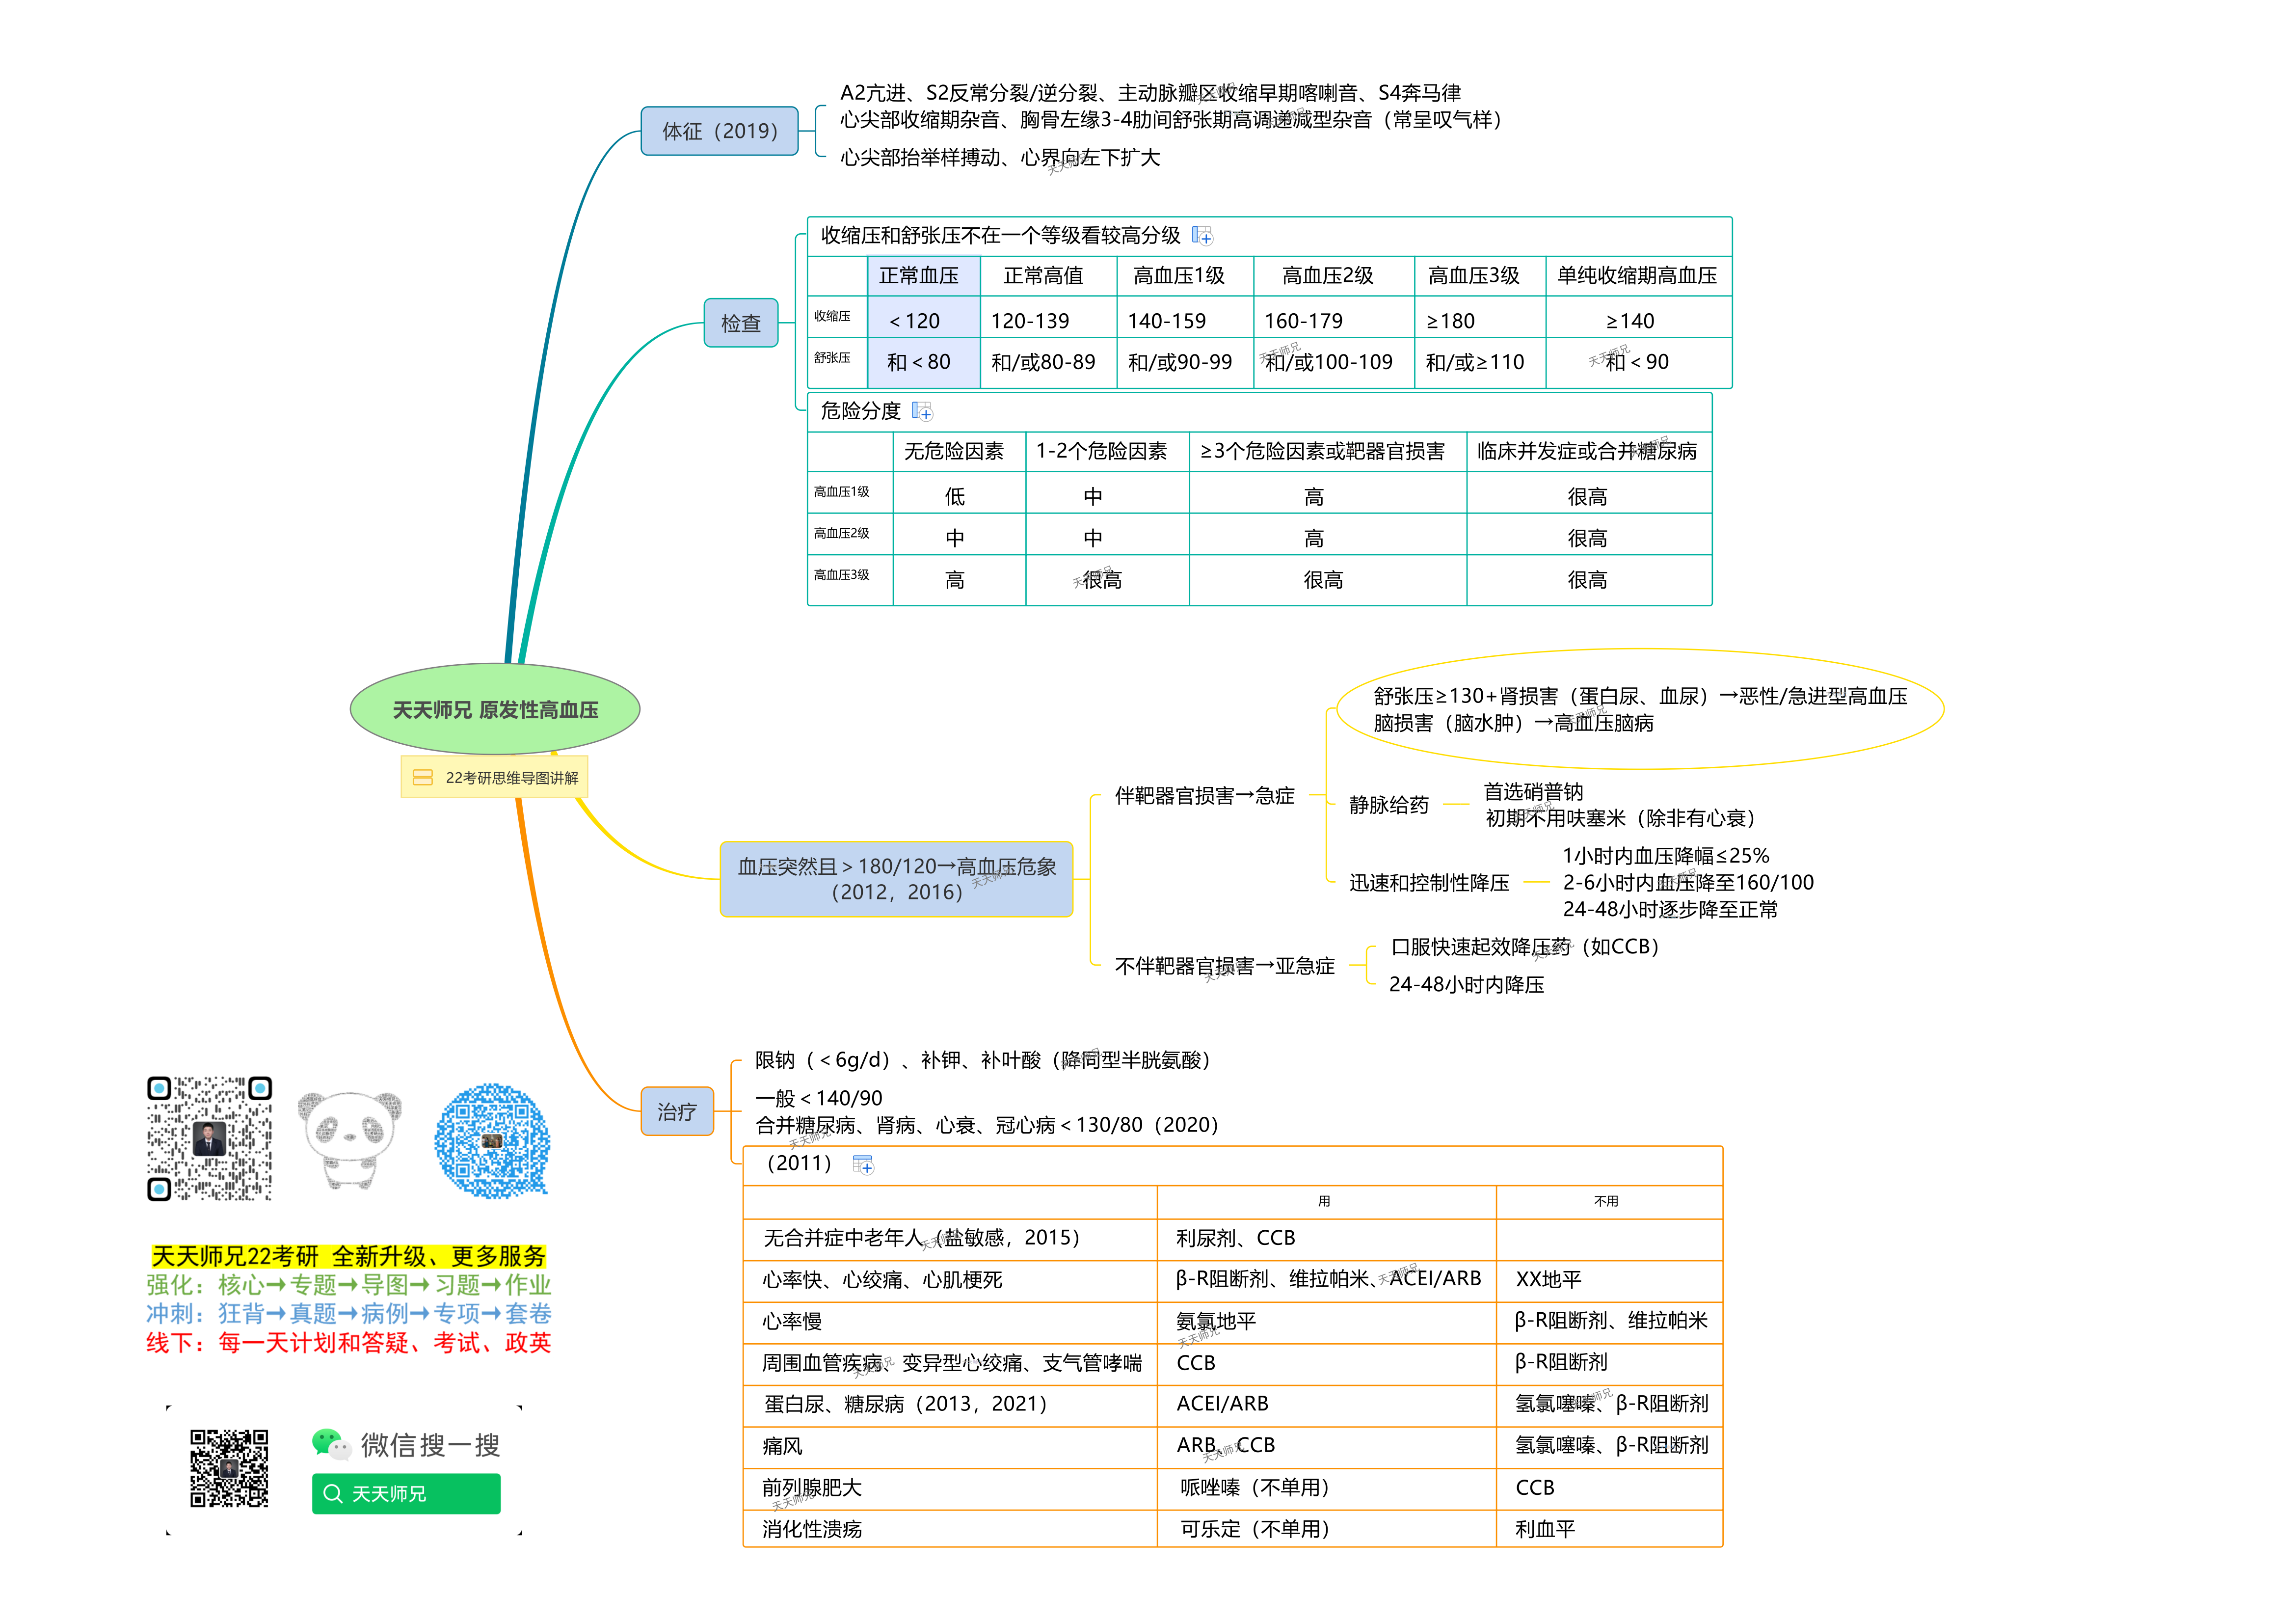 A2亢进、S2反常分裂/逆分裂、主动脉瓣区收缩早期喀喇音、S4奔马律
心尖部收缩期杂音、胸骨左缘3-4肋间舒张期高调递减型杂音（常呈叹气样）
体征（2019）
心尖部抬举样搏动、心界向左下扩大
检查
收缩压和舒张压不在一个等级看较高分级
正常血压 正常高值 高血压1级 高血压2级 高血压3级 单纯收缩期高血压
收缩压 ＜120 120-139 140-159 160-179 ≥180 ≥140
舒张压 和＜80 和/或80-89 和/或90-99 和/或100-109 和/或≥110 和＜90
危险分度
无危险因素 1-2个危险因素 ≥3个危险因素或靶器官损害 临床并发症或合并糖尿病
高血压1级 低 中 高 很高
高血压2级 中 中 高 很高
高血压3级 高 很高 很高 很高
天天师兄 原发性高血压
22考研思维导图讲解
血压突然且＞180/120→高血压危象
（2012，2016）
伴靶器官损害→急症
舒张压≥130+肾损害（蛋白尿、血尿）→恶性/急进型高血压
脑损害（脑水肿）→高血压脑病
静脉给药
首选硝普钠
初期不用呋塞米（除非有心衰）
迅速和控制性降压
1小时内血压降幅≤25%
2-6小时内血压降至160/100
24-48小时逐步降至正常
不伴靶器官损害→亚急症
口服快速起效降压药（如CCB）
24-48小时内降压
治疗
限钠（＜6g/d）、补钾、补叶酸（降同型半胱氨酸）
一般＜140/90
合并糖尿病、肾病、心衰、冠心病＜130/80（2020）
（2011）
用 不用
无合并症中老年人（盐敏感，2015） 利尿剂、CCB
心率快、心绞痛、心肌梗死 β-R阻断剂、维拉帕米、ACEI/ARB XX地平
心率慢 氨氯地平 β-R阻断剂、维拉帕米
周围血管疾病、变异型心绞痛、支气管哮喘 CCB β-R阻断剂
蛋白尿、糖尿病（2013，2021） ACEI/ARB 氢氯噻嗪、β-R阻断剂
痛风 ARB、CCB 氢氯噻嗪、β-R阻断剂
前列腺肥大 哌唑嗪（不单用） CCB
消化性溃疡 可乐定（不单用） 利血平
天天师兄22考研 全新升级、更多服务
强化：核心→专题→导图→习题→作业
冲刺：狂背→真题→病例→专项→套卷
线下：每一天计划和答疑、考试、政英
微信搜一搜
天天师兄